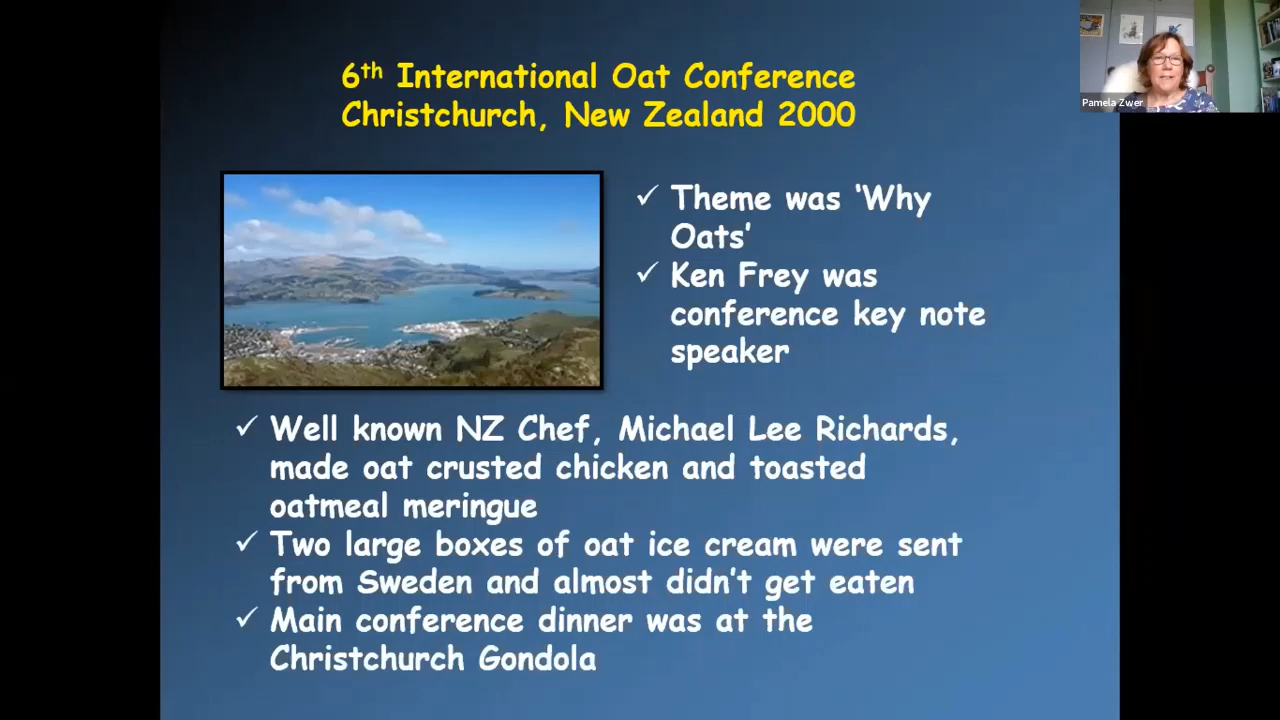 6th International Oat Conference
Christchurch, New Zealand 2000
Pamela Zwer
✓ Theme was ‘Why
Oats’
✓ Ken Frey was
conference key note
speaker
✓ Well known NZ Chef, Michael Lee Richards,
made oat crusted chicken and toasted
oatmeal meringue
✓ Two large boxes of oat ice cream were sent
from Sweden and almost didn’t get eaten
✓ Main conference dinner was at the
Christchurch Gondola